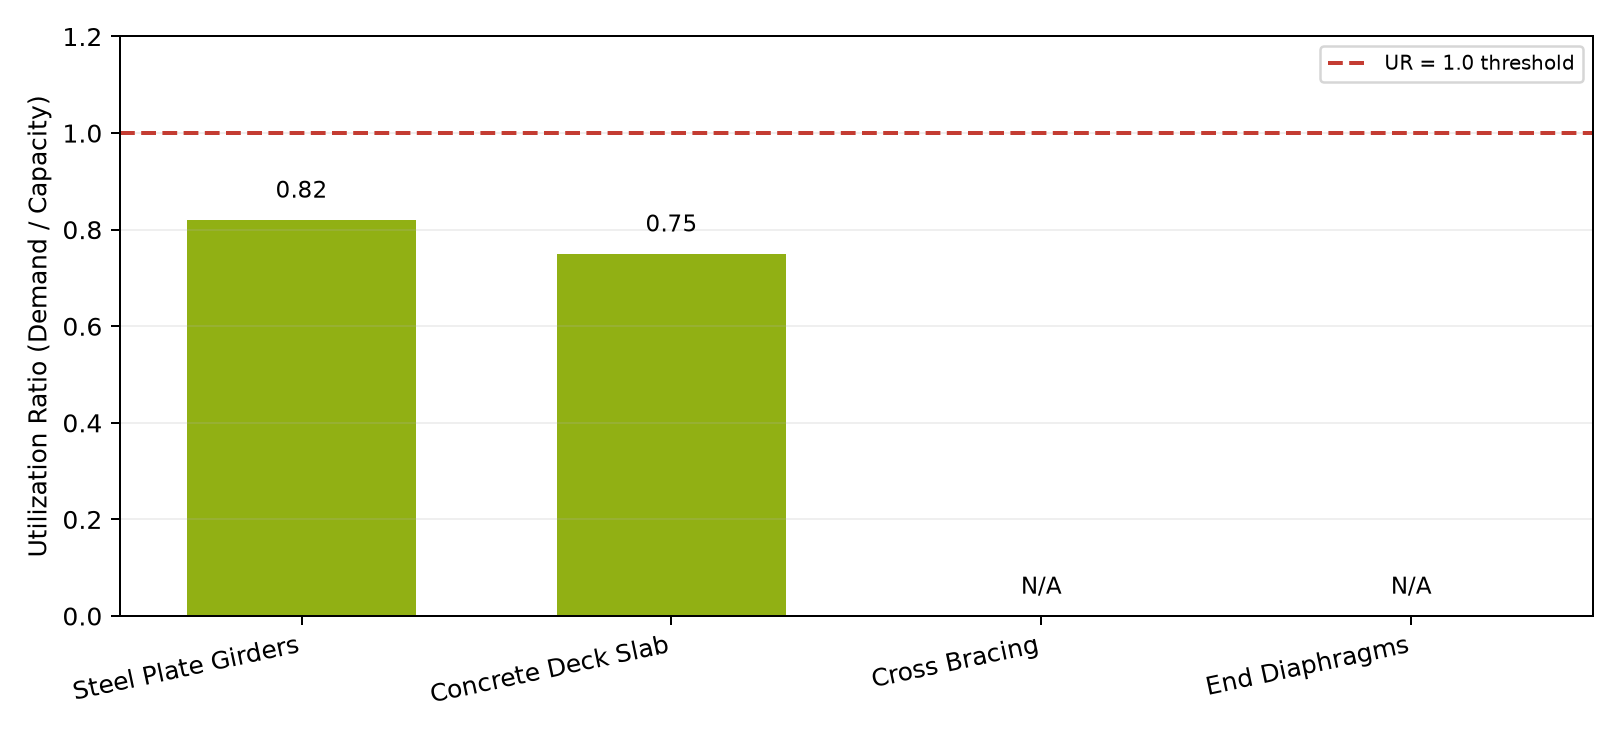 UR = 1.0 threshold
Utilization Ratio (Demand / Capacity)
1.2
1.0
0.8
0.6
0.4
0.2
0.0
0.82
0.75
N/A
N/A
Steel Plate Girders
Concrete Deck Slab
Cross Bracing
End Diaphragms